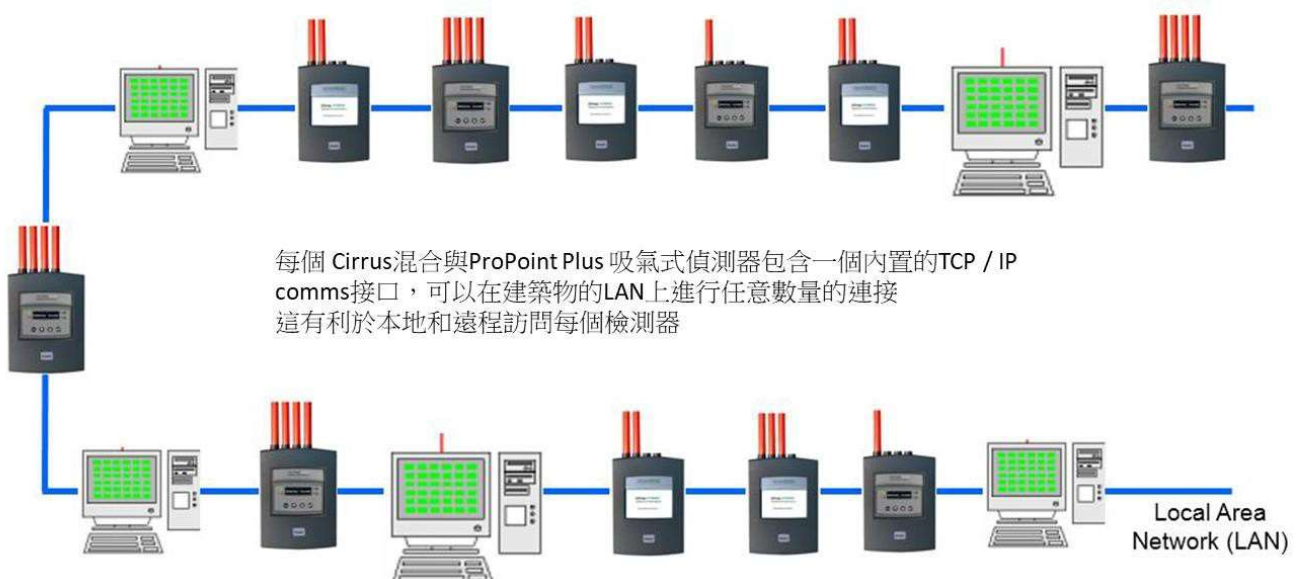 每個 Cirrus混合與ProPoint Plus 吸氣式偵測器包含一個內置的TCP / IP
comms接口，可以在建築物的LAN上進行任意數量的連接
這有利於本地和遠程訪問每個檢測器
Local Area
Network (LAN)